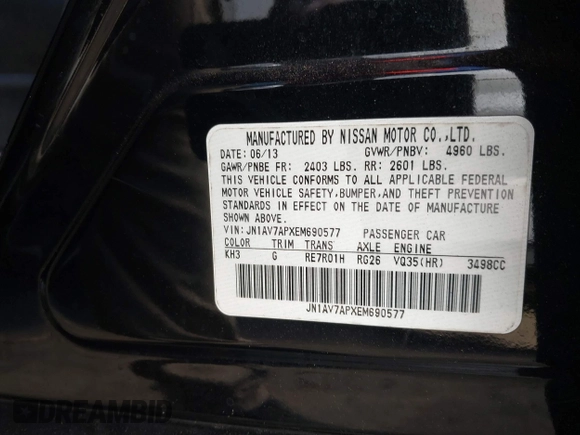 MANUFACTURED BY NISSAN MOTOR CO.,LTD.
DATE: 06/13 GVWR/PNBV: 4960 LBS.
GAWR/PNBE FR: 2403 LBS. RR: 2601 LBS.
THIS VEHICLE CONFORMS TO ALL APPLICABLE FEDERAL
MOTOR VEHICLE SAFETY,BUMPER,AND THEFT PREVENTION
STANDARDS IN EFFECT ON THE DATE OF MANUFACTURE
SHOWN ABOVE.
VIN: JN1AV7APXEM690577 PASSENGER CAR
COLOR TRIM TRANS AXLE ENGINE
KH3 G RE7R01H RG26 VQ35(HR) 3498CC
JN1AV7APXEM690577
DREAMBID